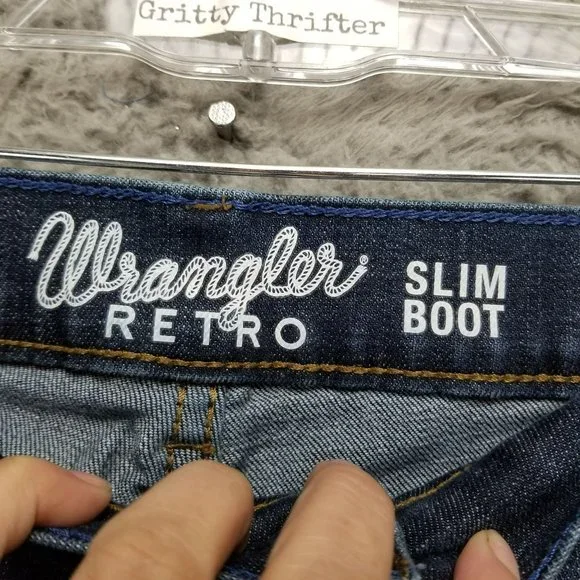 Gritty Thrifter
Wrangler®
RETRO
SLIM
BOOT